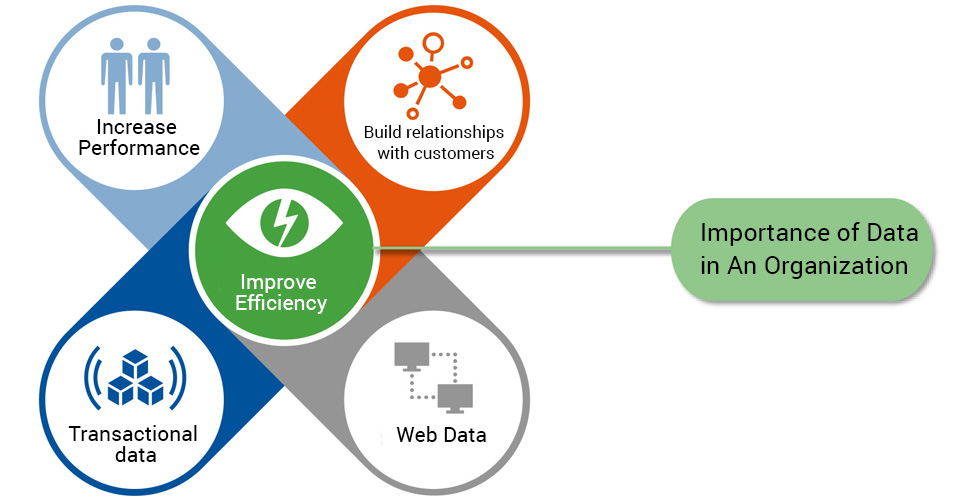 Increase
Performance
Build relationships
with customers
Improve
Efficiency
Importance of Data
in An Organization
Transactional
data
Web Data